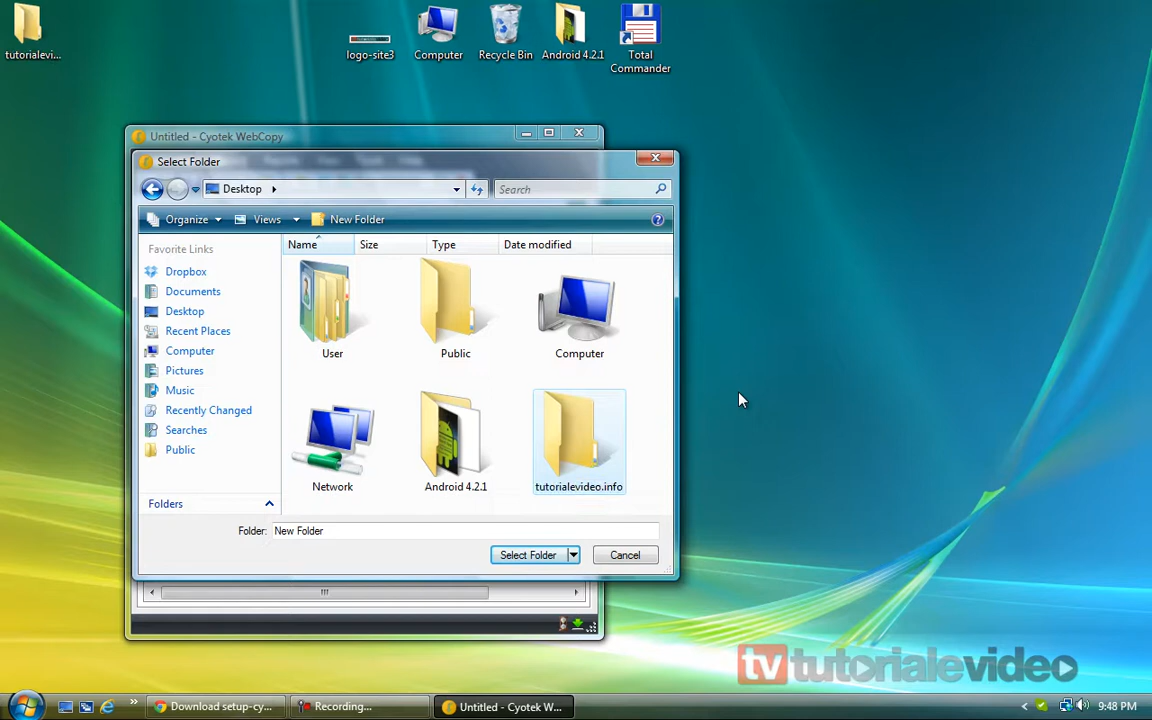 tutorialevi...
logo-site3
Computer
Recycle Bin
Android 4.2.1
Total
Commander
Untitled - Cyotek WebCopy
Select Folder
Desktop
Search
Organize
Views
New Folder
Favorite Links
Name
Size
Type
Date modified
Dropbox
Documents
Desktop
Recent Places
Computer
Pictures
Music
Recently Changed
Searches
Public
Folders
User
Public
Computer
Network
Android 4.2.1
tutorialevideo.info
Folder:
New Folder
Select Folder
Cancel
tv tutorialevideo
Download setup-cy...
Recording...
Untitled - Cyotek W...
9:48 PM